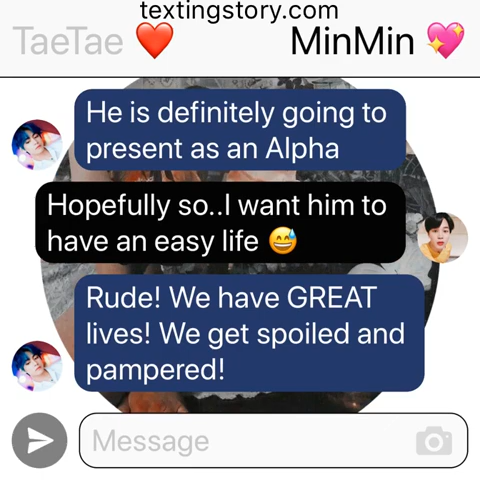 textingstory.com
TaeTae ❤️ MinMin 💖
He is definitely going to
present as an Alpha
Hopefully so..I want him to
have an easy life 😅
Rude! We have GREAT
lives! We get spoiled and
pampered!
Message